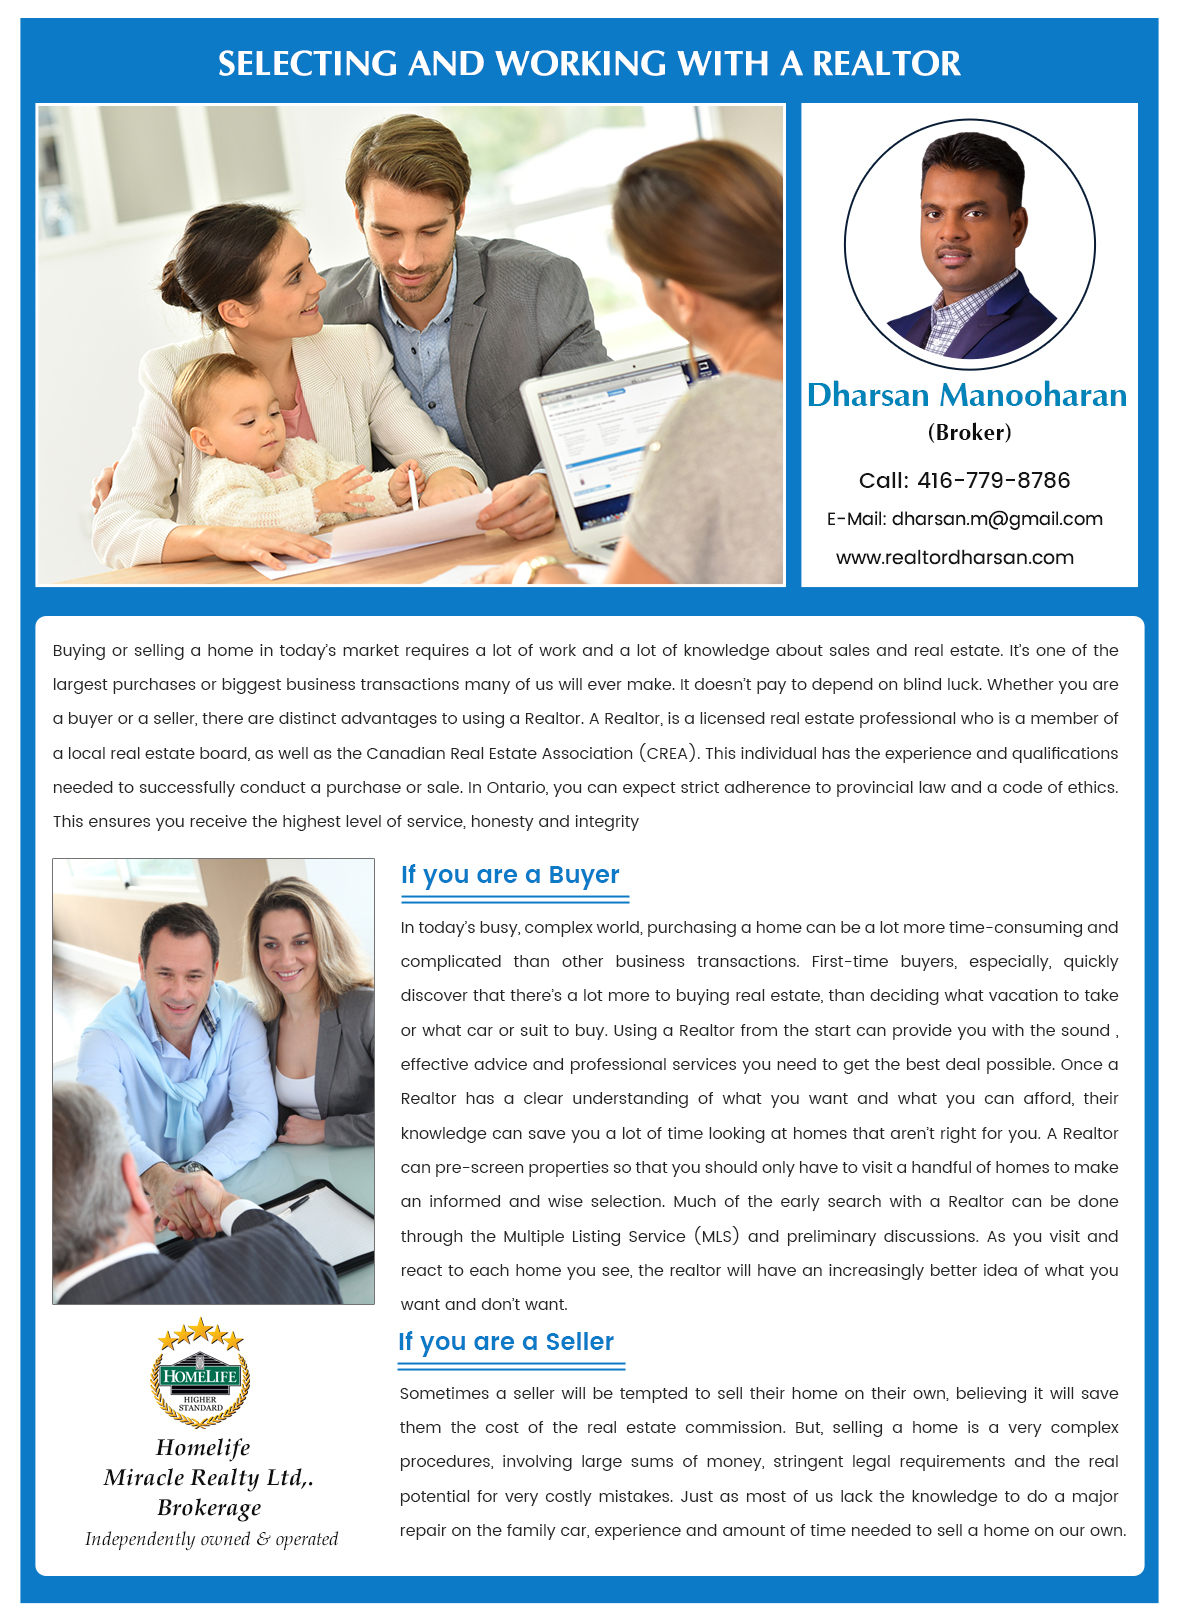 SELECTING AND WORKING WITH A REALTOR
Dharsan Manooharan
(Broker)
Call: 416-779-8786
E-Mail: dharsan.m@gmail.com
www.realtordharsan.com
Buying or selling a home in today's market requires a lot of work and a lot of knowledge about sales and real estate. It's one of the
largest purchases or biggest business transactions many of us will ever make. It doesn't pay to depend on blind luck. Whether you are
a buyer or a seller, there are distinct advantages to using a Realtor. A Realtor, is a licensed real estate professional who is a member of
a local real estate board, as well as the Canadian Real Estate Association (CREA). This individual has the experience and qualifications
needed to successfully conduct a purchase or sale. In Ontario, you can expect strict adherence to provincial law and a code of ethics.
This ensures you receive the highest level of service, honesty and integrity
If you are a Buyer
In today's busy, complex world, purchasing a home can be a lot more time-consuming and
complicated than other business transactions. First-time buyers, especially, quickly
discover that there's a lot more to buying real estate, than deciding what vacation to take
or what car or suit to buy. Using a Realtor from the start can provide you with the sound ,
effective advice and professional services you need to get the best deal possible. Once a
Realtor has a clear understanding of what you want and what you can afford, their
knowledge can save you a lot of time looking at homes that aren't right for you. A Realtor
can pre-screen properties so that you should only have to visit a handful of homes to make
an informed and wise selection. Much of the early search with a Realtor can be done
through the Multiple Listing Service (MLS) and preliminary discussions. As you visit and
react to each home you see, the realtor will have an increasingly better idea of what you
want and don't want.
If you are a Seller
Sometimes a seller will be tempted to sell their home on their own, believing it will save
them the cost of the real estate commission. But, selling a home is a very complex
procedures, involving large sums of money, stringent legal requirements and the real
potential for very costly mistakes. Just as most of us lack the knowledge to do a major
repair on the family car, experience and amount of time needed to sell a home on our own.
HOMELIFE
HIGHER
STANDARD
Homelife
Miracle Realty Ltd,.
Brokerage
Independently owned & operated